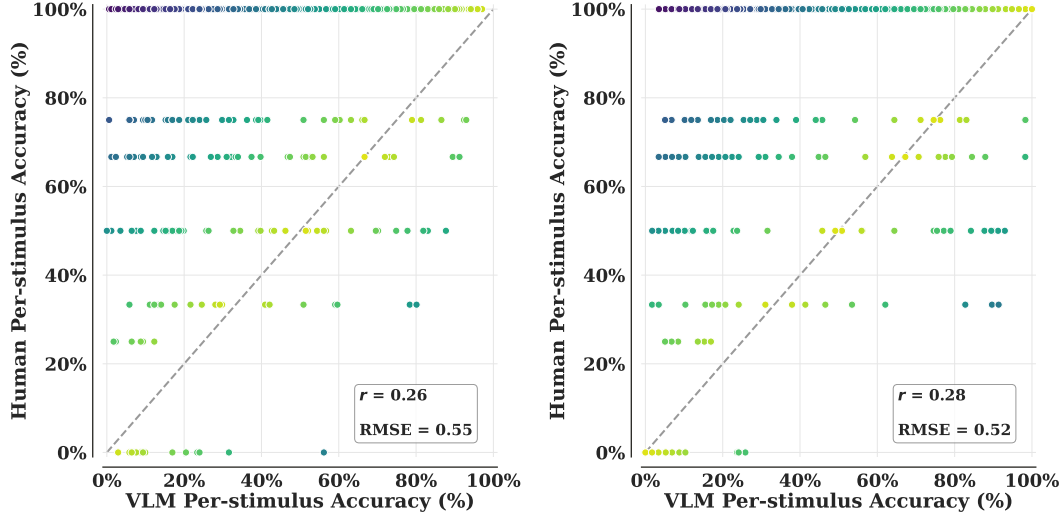 100%
80%
60%
40%
20%
0%
Human Per-stimulus Accuracy (%)
r = 0.26
RMSE = 0.55
0% 20% 40% 60% 80% 100%
VLM Per-stimulus Accuracy (%)
100%
80%
60%
40%
20%
0%
Human Per-stimulus Accuracy (%)
r = 0.28
RMSE = 0.52
0% 20% 40% 60% 80% 100%
VLM Per-stimulus Accuracy (%)